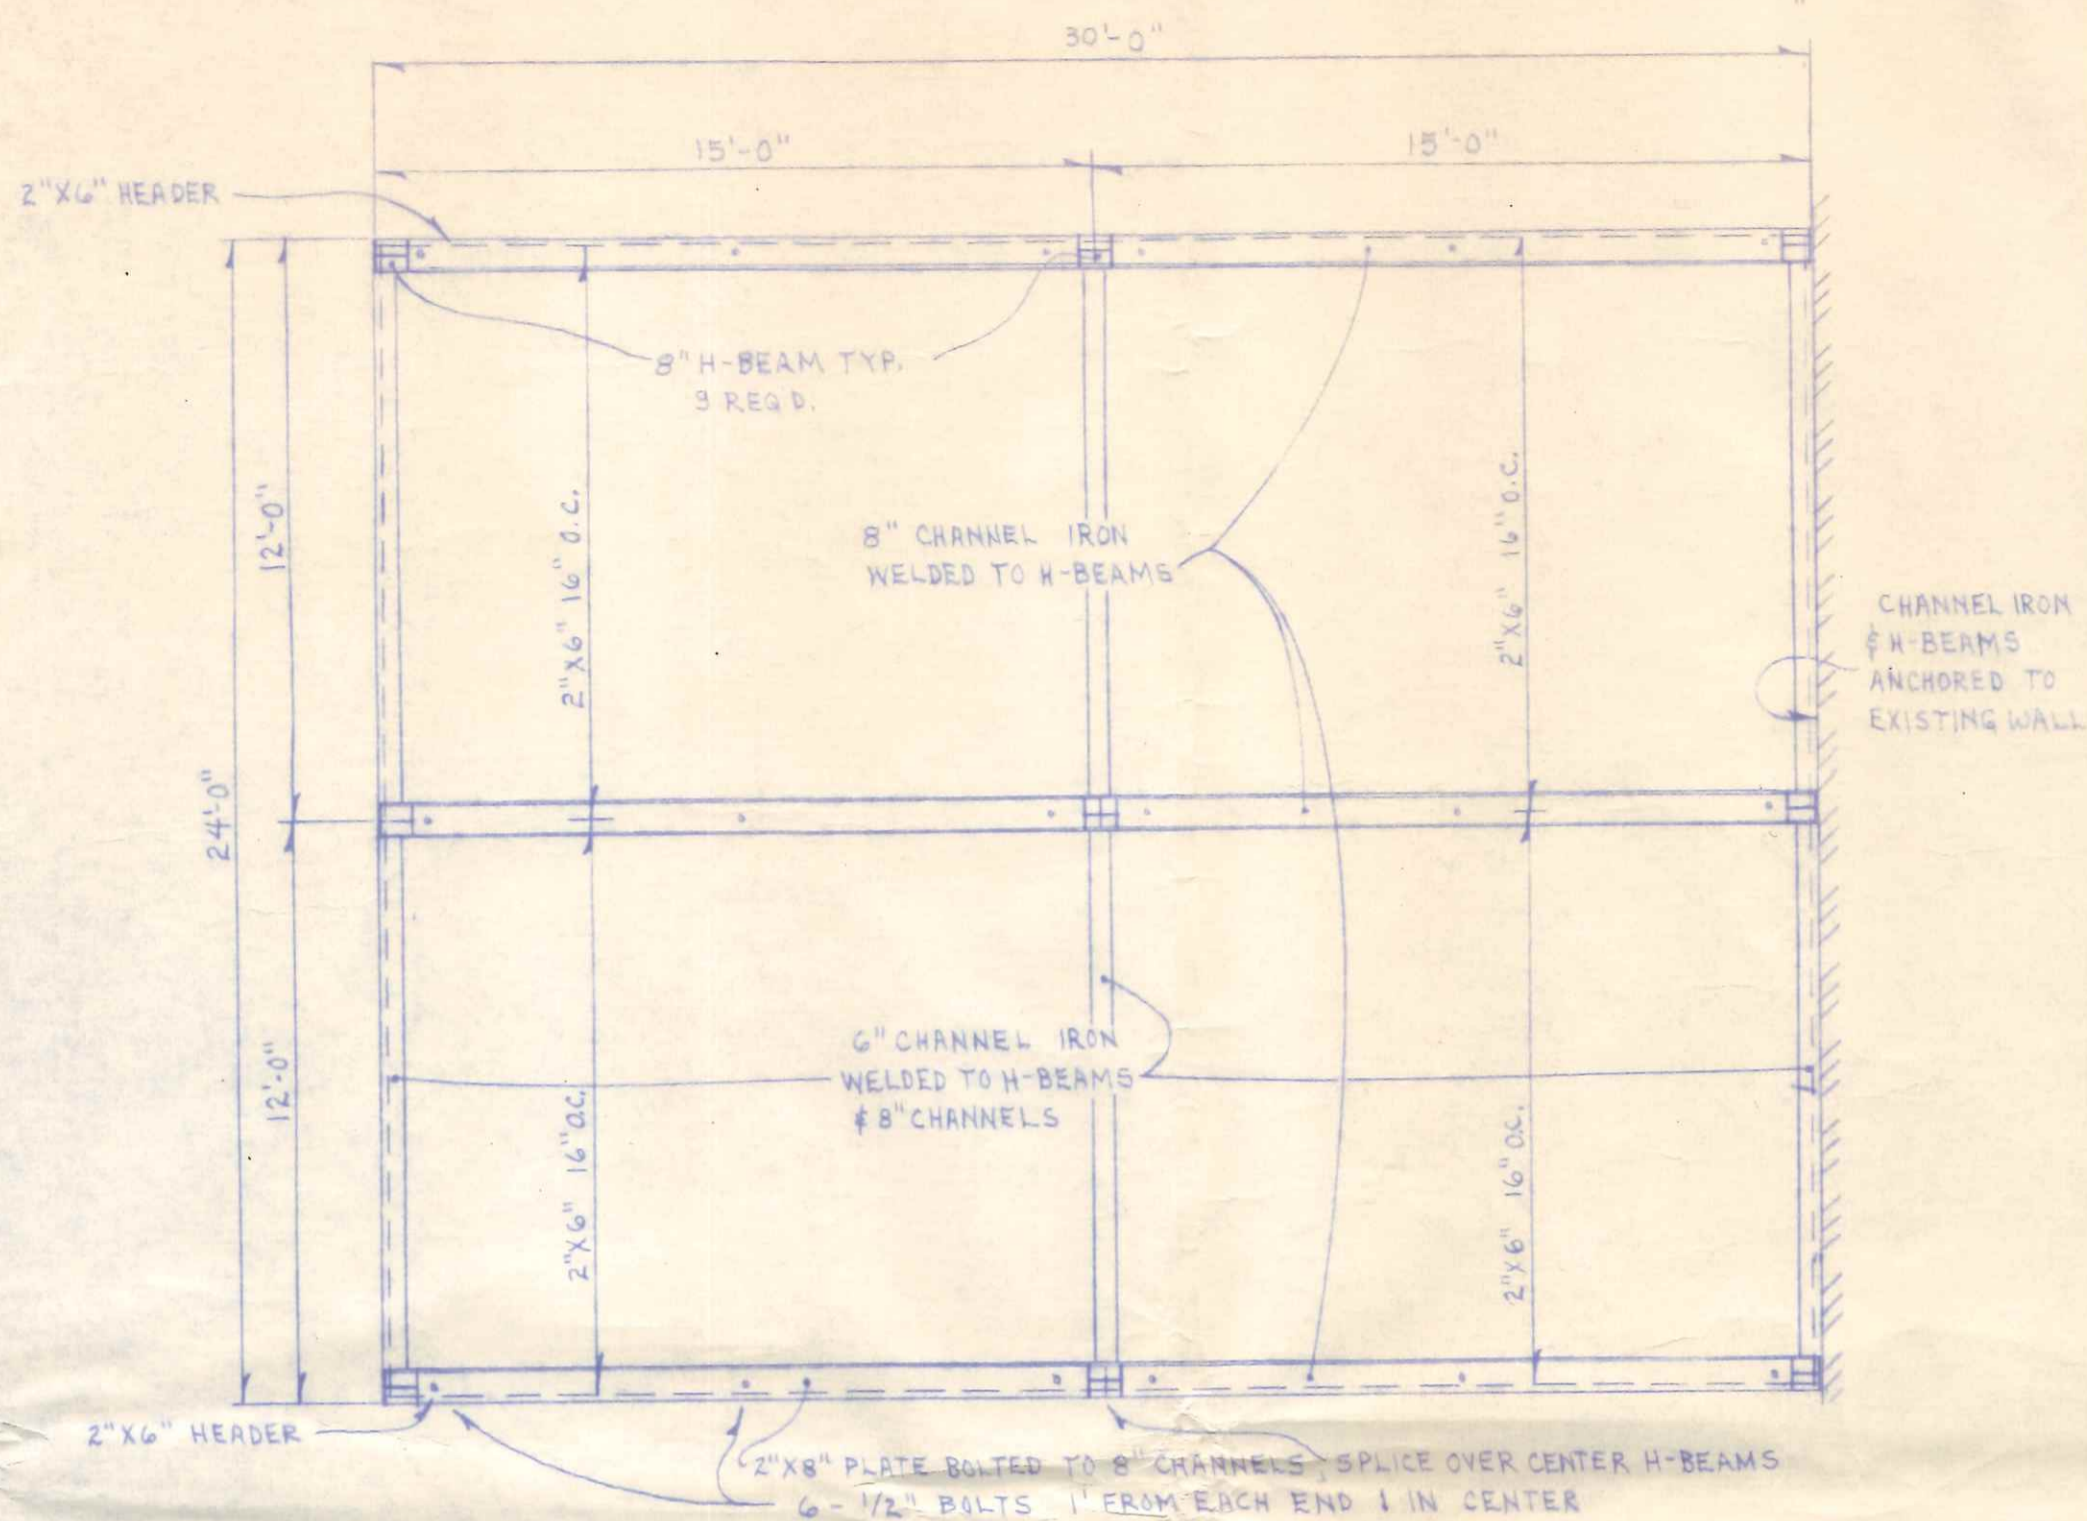 30'-0"
15'-0"
15'-0"
2"X6" HEADER
8" H-BEAM TYP.
9 REQ'D.
12'-0"
2"X6" 16" O.C.
2"X6" 16" O.C.
8" CHANNEL IRON
WELDED TO H-BEAMS
CHANNEL IRON
& H-BEAMS
ANCHORED TO
EXISTING WALL
24'-0"
12'-0"
6" CHANNEL IRON
WELDED TO H-BEAMS
& 8" CHANNELS
2"X6" 16" O.C.
2"X6" 16" O.C.
2"X6" HEADER
2"X8" PLATE BOLTED TO 8" CHANNELS, SPLICE OVER CENTER H-BEAMS
6 - 1/2" BOLTS 1' FROM EACH END & IN CENTER